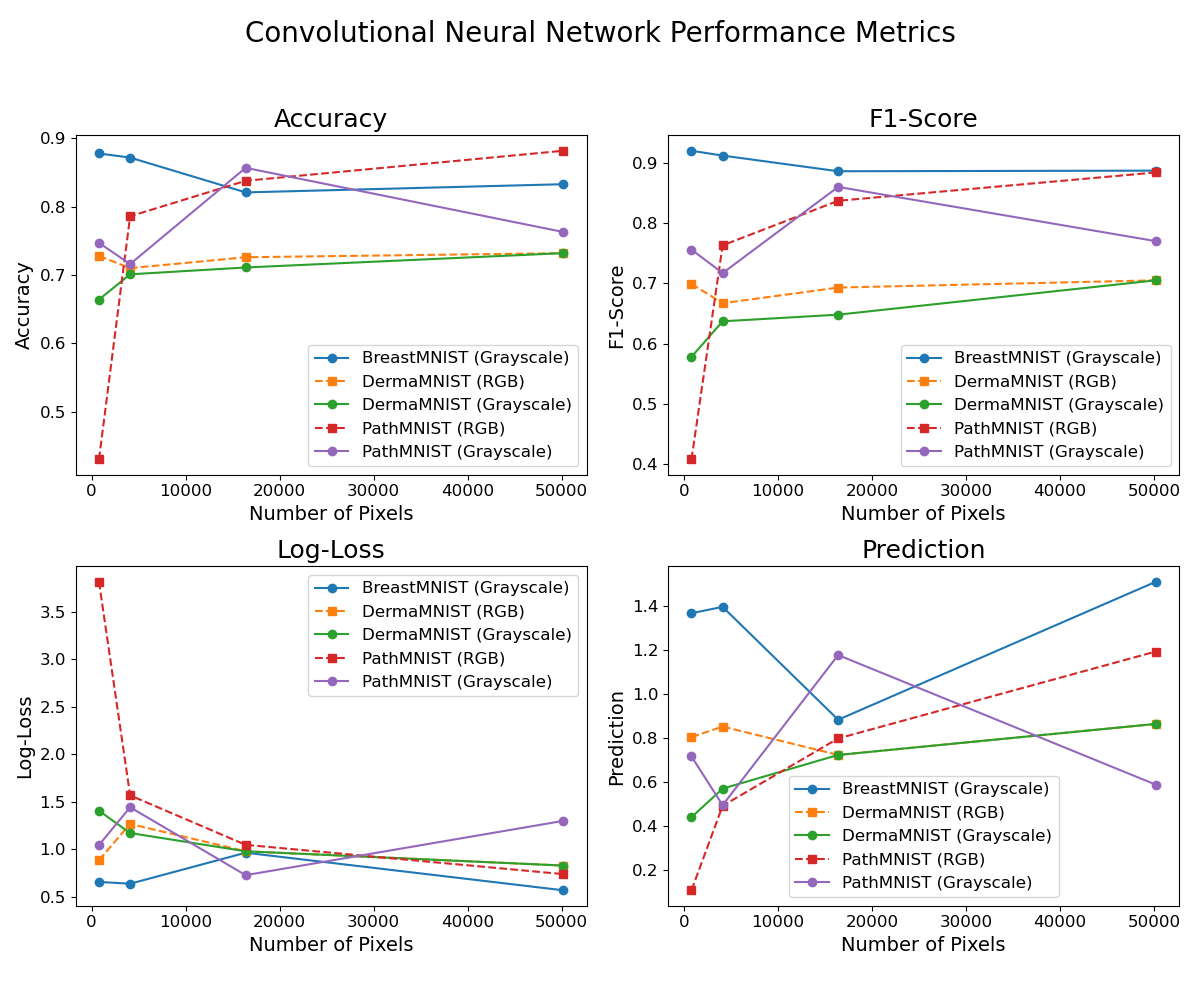 Convolutional Neural Network Performance Metrics
Accuracy
Accuracy
0.9
0.8
0.7
0.6
0.5
BreastMNIST (Grayscale)
DermaMNIST (RGB)
DermaMNIST (Grayscale)
PathMNIST (RGB)
PathMNIST (Grayscale)
0 10000 20000 30000 40000 50000
Number of Pixels
F1-Score
F1-Score
0.9
0.8
0.7
0.6
0.5
0.4
BreastMNIST (Grayscale)
DermaMNIST (RGB)
DermaMNIST (Grayscale)
PathMNIST (RGB)
PathMNIST (Grayscale)
0 10000 20000 30000 40000 50000
Number of Pixels
Log-Loss
Log-Loss
3.5
3.0
2.5
2.0
1.5
1.0
0.5
BreastMNIST (Grayscale)
DermaMNIST (RGB)
DermaMNIST (Grayscale)
PathMNIST (RGB)
PathMNIST (Grayscale)
0 10000 20000 30000 40000 50000
Number of Pixels
Prediction
Prediction
1.4
1.2
1.0
0.8
0.6
0.4
0.2
BreastMNIST (Grayscale)
DermaMNIST (RGB)
DermaMNIST (Grayscale)
PathMNIST (RGB)
PathMNIST (Grayscale)
0 10000 20000 30000 40000 50000
Number of Pixels